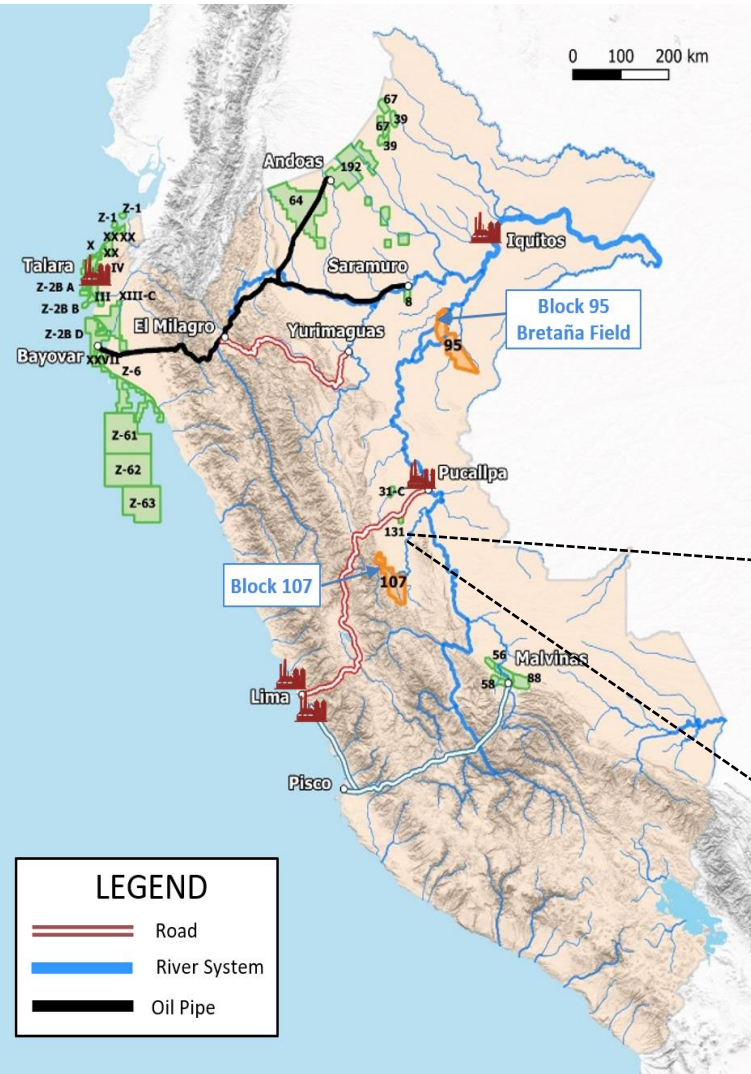 0 100 200 km
67
39
67
39
Andoas
192
64
Z-1
Z-1
XX
XX
X
XX
Iquitos
Talara
IV
Saramuro
Z-2B A
III
XIII-C
8
Block 95
Bretaña Field
Z-2B B
El Milagro
Yurimaguas
Z-2B D
95
Bayovar
XXVII
Z-6
Z-61
Z-62
Pucallpa
31-C
Z-63
131
Block 107
107
56
Malvinas
58
88
Lima
Pisco
LEGEND
Road
River System
Oil Pipe